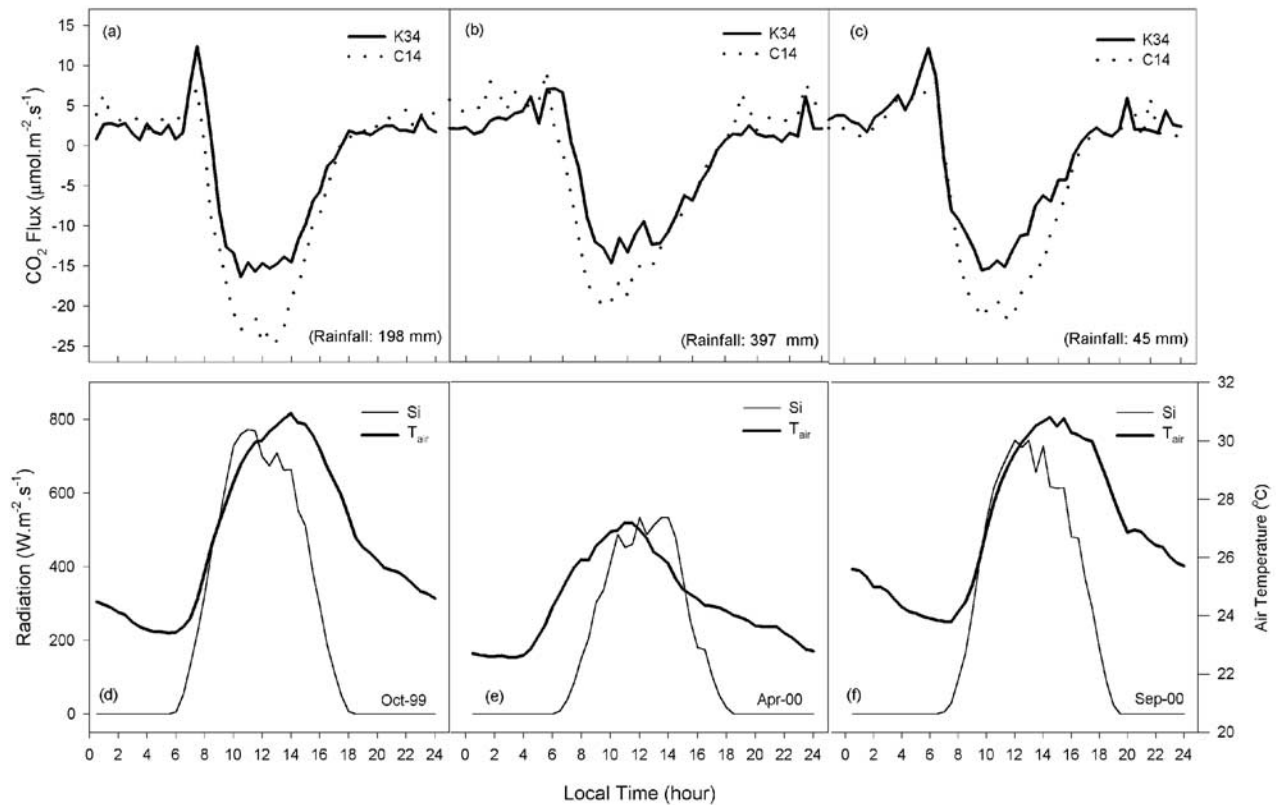 (a)
K34
C14
(Rainfall: 198 mm)
(b)
K34
C14
(Rainfall: 397 mm)
(c)
K34
C14
(Rainfall: 45 mm)
15
10
5
0
-5
-10
-15
-20
-25
CO2 Flux (μmol.m-2.s-1)
Si
Tair
(d)
Oct-99
Si
Tair
(e)
Apr-00
Si
Tair
(f)
Sep-00
800
600
400
200
0
Radiation (W.m-2.s-1)
32
30
28
26
24
22
20
Air Temperature (°C)
0 2 4 6 8 10 12 14 16 18 20 22 24
0 2 4 6 8 10 12 14 16 18 20 22 24
0 2 4 6 8 10 12 14 16 18 20 22 24
Local Time (hour)